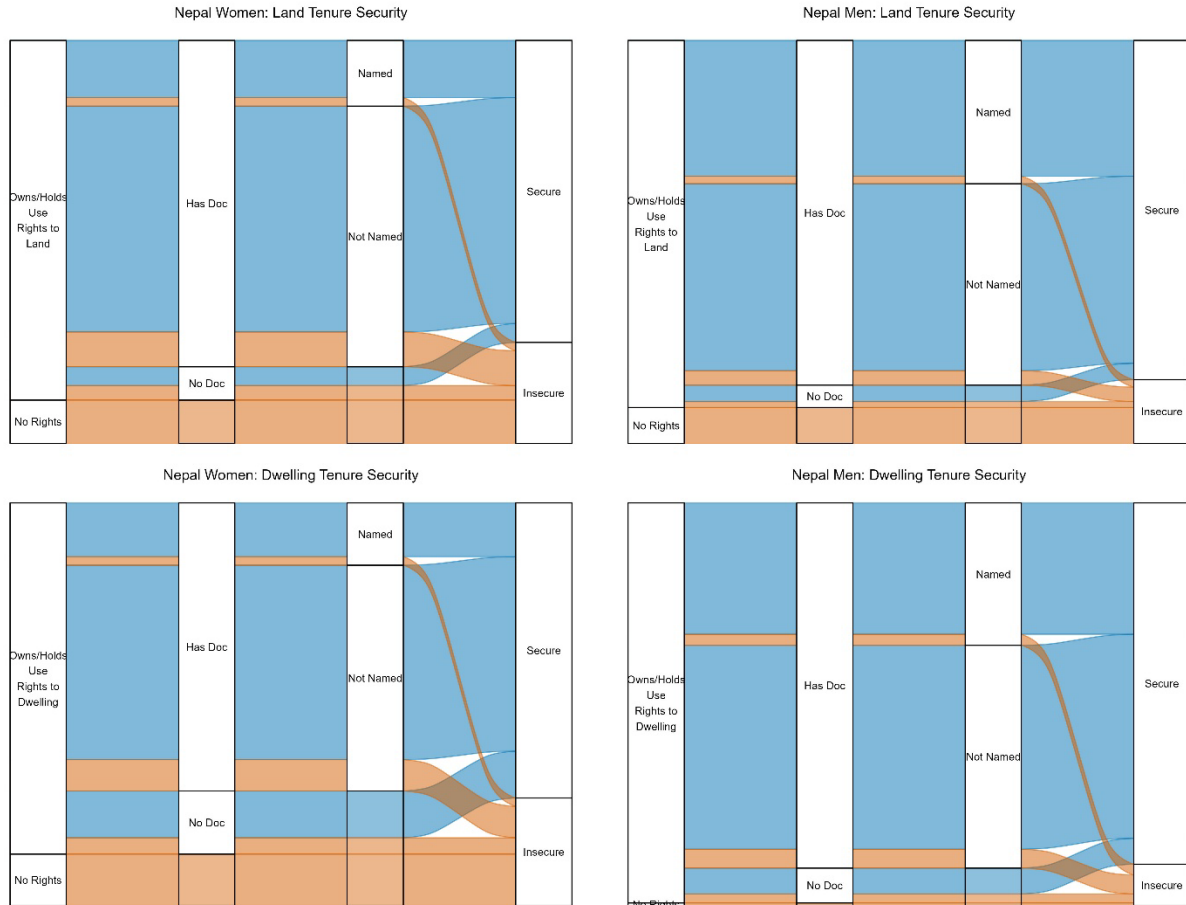 Nepal Women: Land Tenure Security
Owns/Holds
Use
Rights to
Land
No Rights
Has Doc
No Doc
Named
Not Named
Secure
Insecure
Nepal Men: Land Tenure Security
Owns/Holds
Use
Rights to
Land
No Rights
Has Doc
No Doc
Named
Not Named
Secure
Insecure
Nepal Women: Dwelling Tenure Security
Owns/Holds
Use
Rights to
Dwelling
No Rights
Has Doc
No Doc
Named
Not Named
Secure
Insecure
Nepal Men: Dwelling Tenure Security
Owns/Holds
Use
Rights to
Dwelling
No Rights
Has Doc
No Doc
Named
Not Named
Secure
Insecure